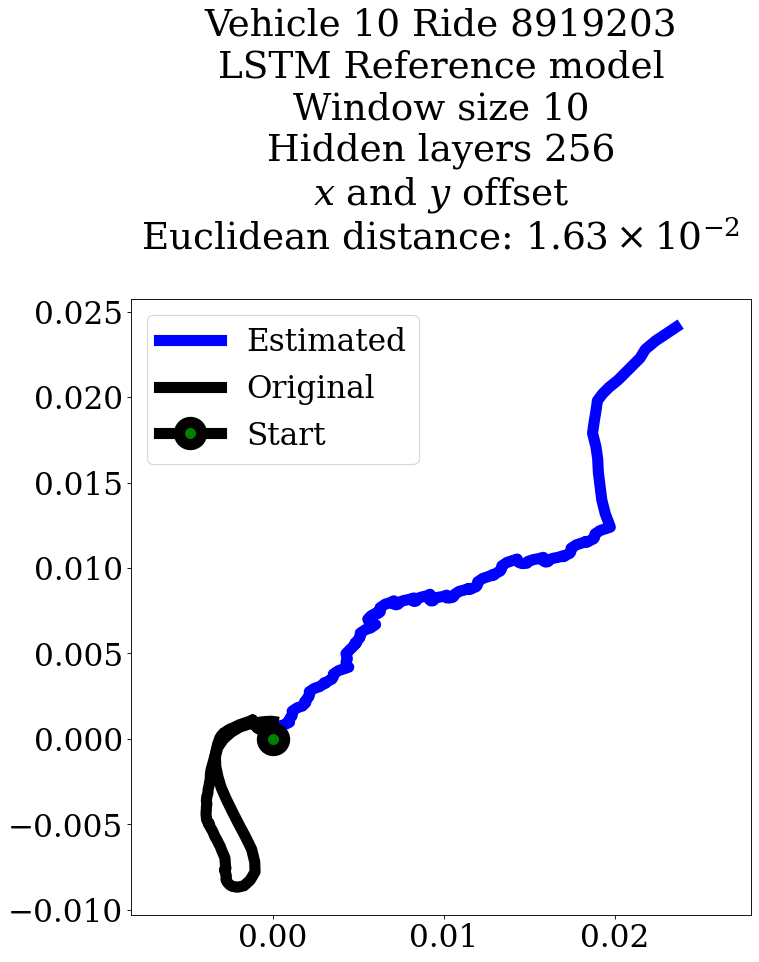 Vehicle 10 Ride 8919203
LSTM Reference model
Window size 10
Hidden layers 256
x and y offset
Euclidean distance: 1.63 × 10⁻²
Estimated
Original
Start
0.025
0.020
0.015
0.010
0.005
0.000
−0.005
−0.010
0.00 0.01 0.02